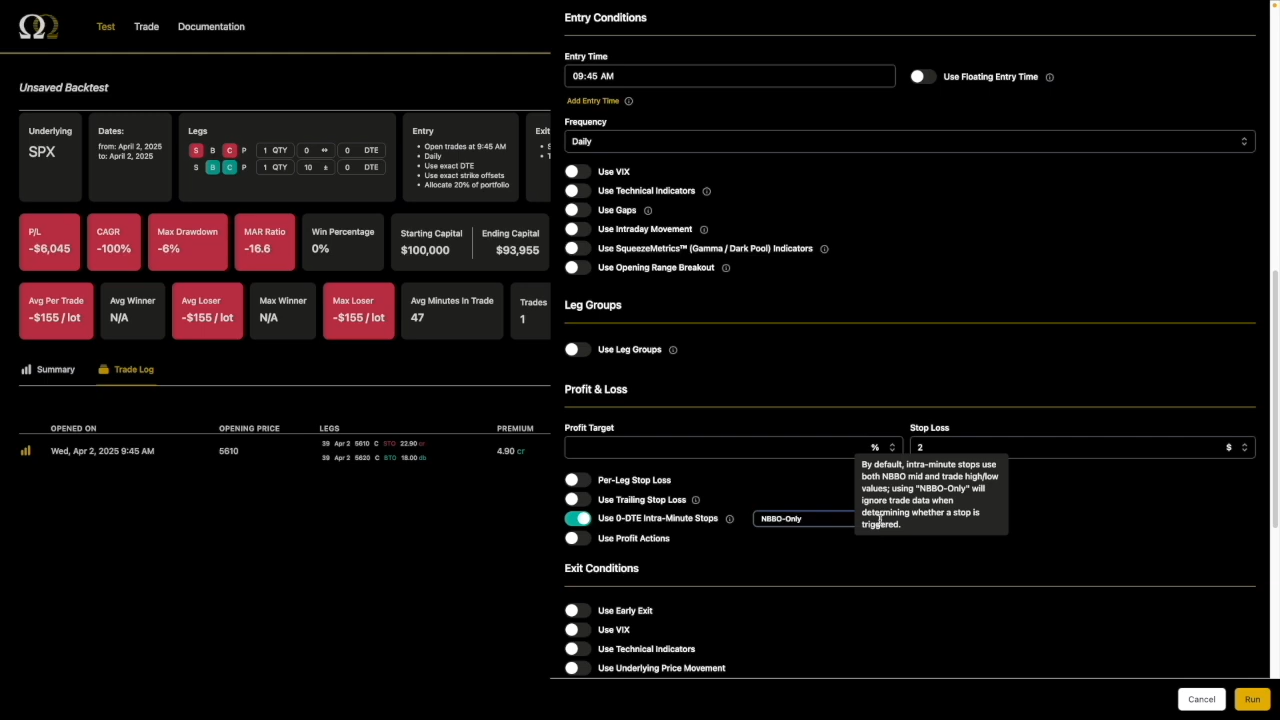 Test Trade Documentation
Unsaved Backtest
Underlying
SPX
Dates:
from: April 2, 2025
to: April 2, 2025
Legs
S B C P 1 QTY 0 ↔ 0 DTE
S B C P 1 QTY 10 ± 0 DTE
Entry
• Open trades at 9:45 AM
• Daily
• Use exact DTE
• Use exact strike offsets
• Allocate 20% of portfolio
Exit
P/L
-$6,045
CAGR
-100%
Max Drawdown
-6%
MAR Ratio
-16.6
Win Percentage
0%
Starting Capital
$100,000
Ending Capital
$93,955
Avg Per Trade
-$155 / lot
Avg Winner
N/A
Avg Loser
-$155 / lot
Max Winner
N/A
Max Loser
-$155 / lot
Avg Minutes In Trade
47
Trades
1
Summary Trade Log
OPENED ON OPENING PRICE LEGS PREMIUM
Wed, Apr 2, 2025 9:45 AM 5610
39 Apr 2 5610 C STO 22.90 cr
39 Apr 2 5620 C BTO 18.00 db
4.90 cr
Entry Conditions
Entry Time
09:45 AM
Use Floating Entry Time
Add Entry Time
Frequency
Daily
Use VIX
Use Technical Indicators
Use Gaps
Use Intraday Movement
Use SqueezeMetrics™ (Gamma / Dark Pool) Indicators
Use Opening Range Breakout
Leg Groups
Use Leg Groups
Profit & Loss
Profit Target
%
Stop Loss
2 $
By default, intra-minute stops use
both NBBO mid and trade high/low
values; using "NBBO-Only" will
ignore trade data when
determining whether a stop is
triggered.
Per-Leg Stop Loss
Use Trailing Stop Loss
Use 0-DTE Intra-Minute Stops
NBBO-Only
Use Profit Actions
Exit Conditions
Use Early Exit
Use VIX
Use Technical Indicators
Use Underlying Price Movement
Cancel
Run